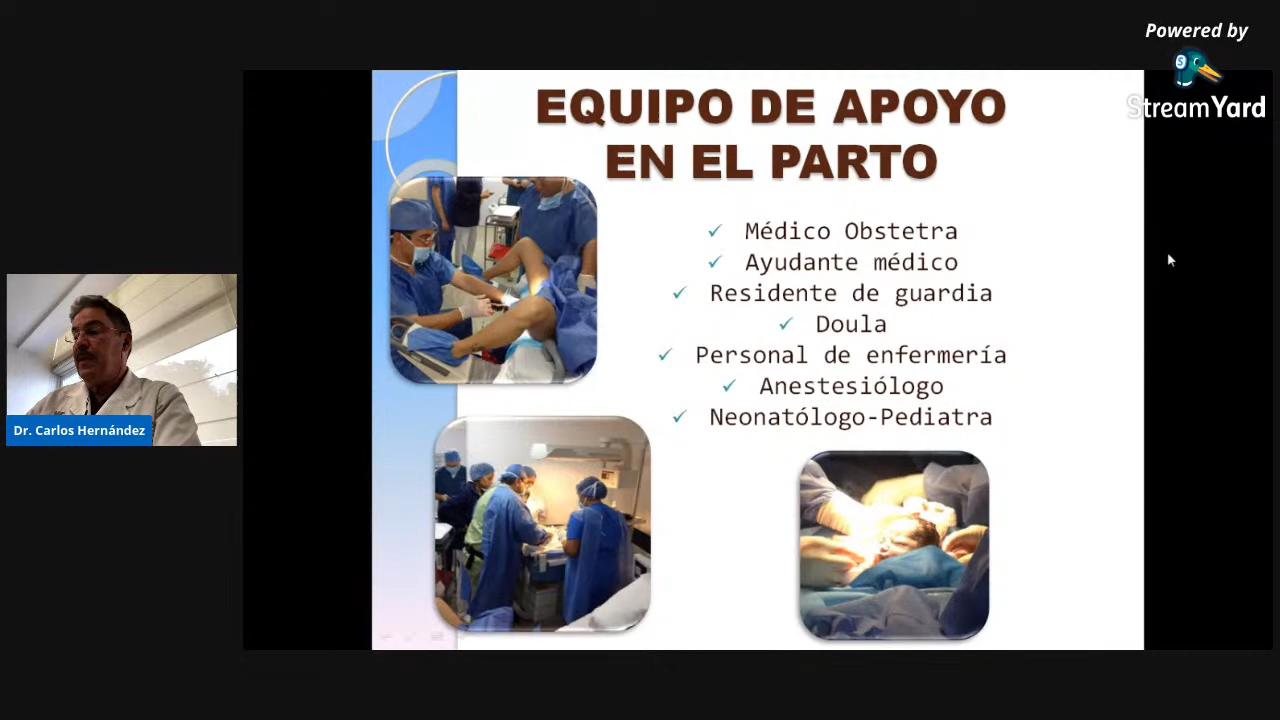 Powered by
StreamYard
EQUIPO DE APOYO
EN EL PARTO
✓ Médico Obstetra
✓ Ayudante médico
✓ Residente de guardia
✓ Doula
✓ Personal de enfermería
✓ Anestesiólogo
✓ Neonatólogo-Pediatra
Dr. Carlos Hernández